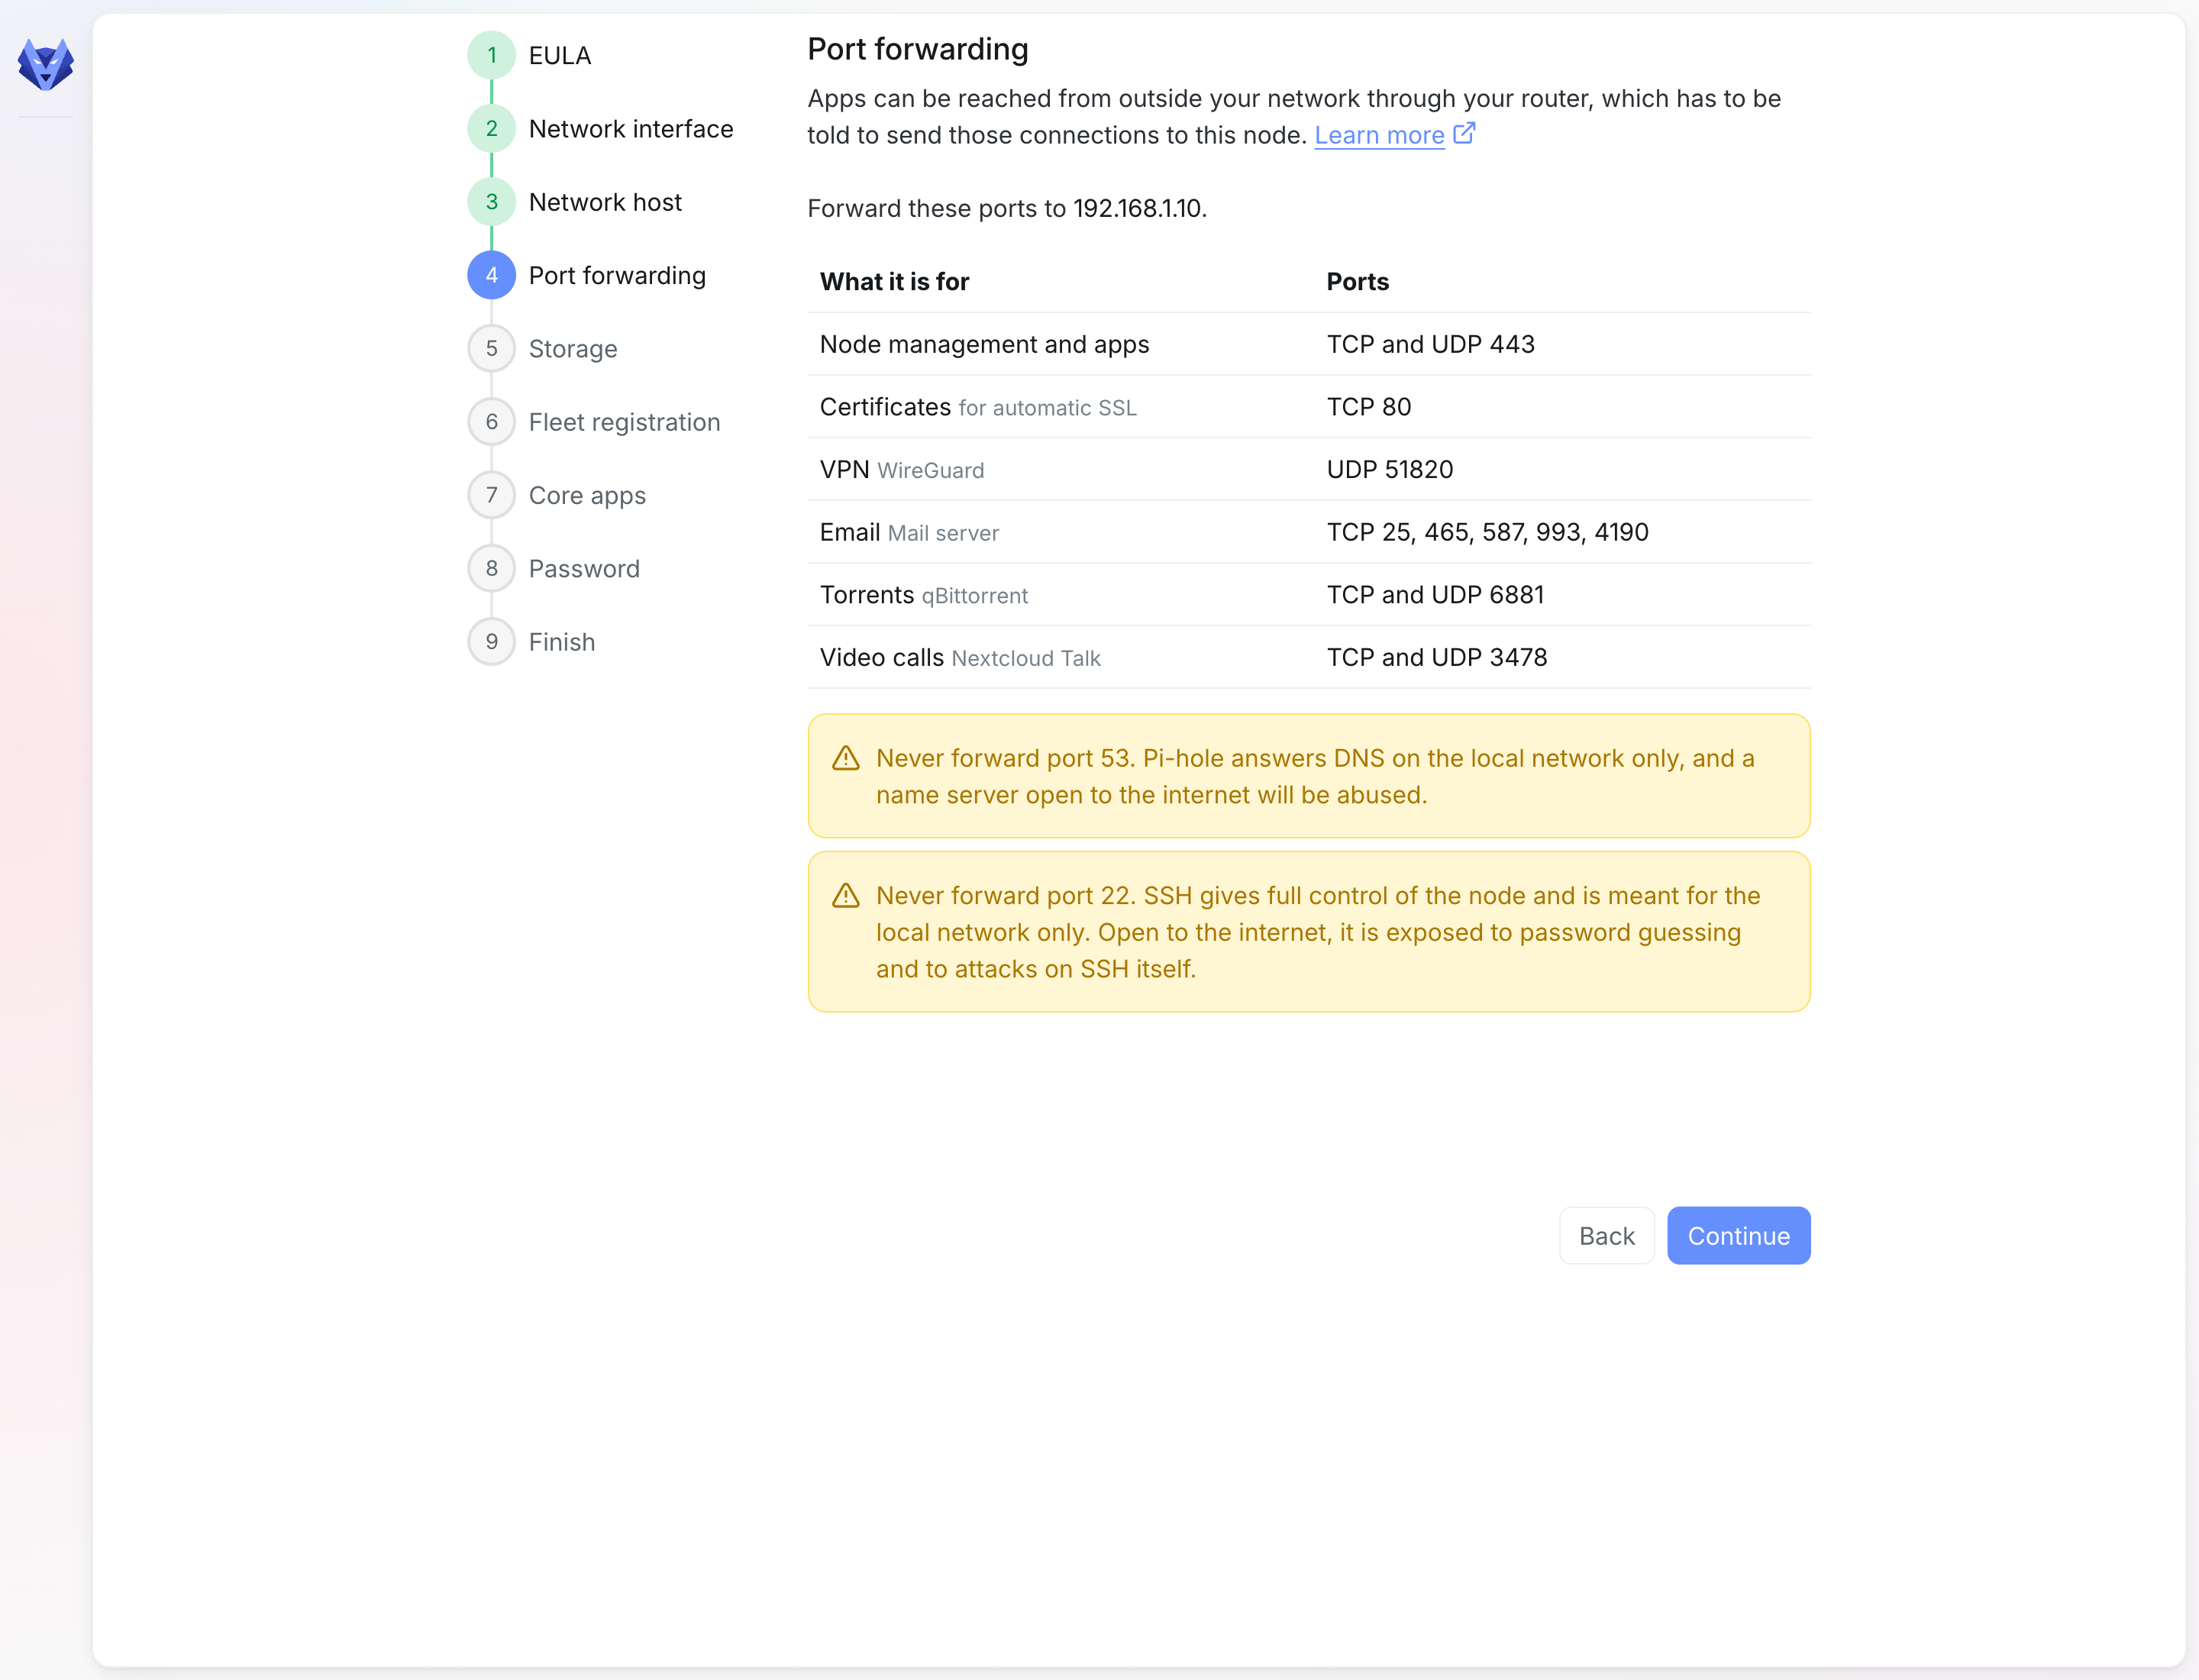 1 EULA
2 Network interface
3 Network host
4 Port forwarding
5 Storage
6 Fleet registration
7 Core apps
8 Password
9 Finish
Port forwarding
Apps can be reached from outside your network through your router, which has to be
told to send those connections to this node. Learn more
Forward these ports to 192.168.1.10.
What it is for Ports
Node management and apps TCP and UDP 443
Certificates for automatic SSL TCP 80
VPN WireGuard UDP 51820
Email Mail server TCP 25, 465, 587, 993, 4190
Torrents qBittorrent TCP and UDP 6881
Video calls Nextcloud Talk TCP and UDP 3478
Never forward port 53. Pi-hole answers DNS on the local network only, and a
name server open to the internet will be abused.
Never forward port 22. SSH gives full control of the node and is meant for the
local network only. Open to the internet, it is exposed to password guessing
and to attacks on SSH itself.
Back Continue